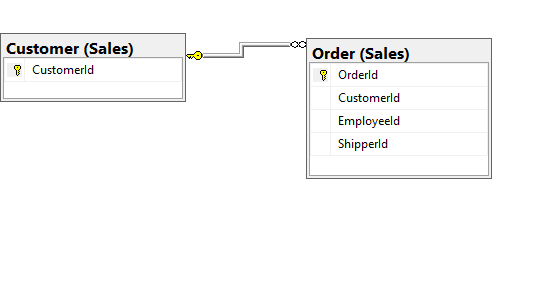 Customer (Sales)
CustomerId
Order (Sales)
OrderId
CustomerId
EmployeeId
ShipperId